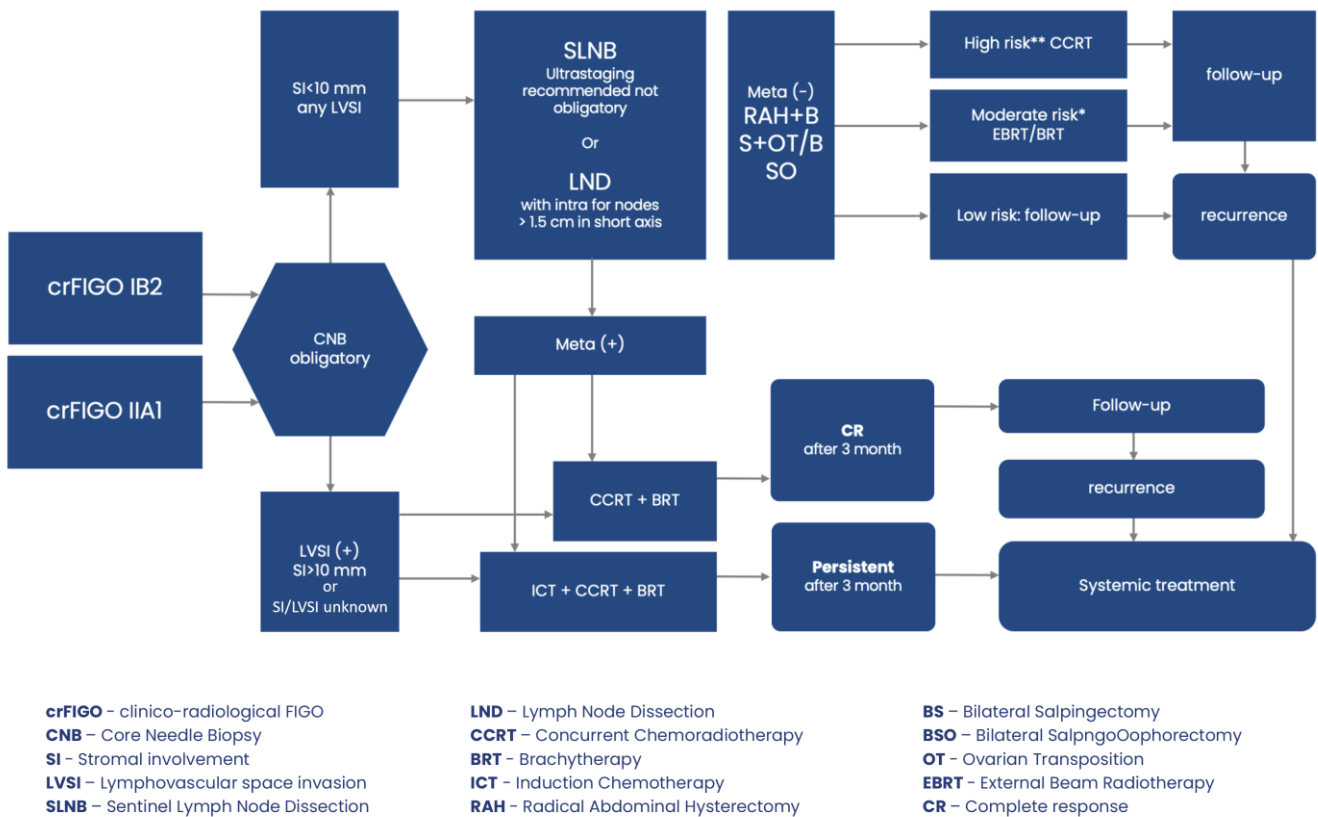 crFIGO IB2
crFIGO IIA1
CNB
obligatory
SI<10 mm
any LVSI
LVSI (+)
SI>10 mm
or
SI/LVSI unknown
SLNB
Ultrastaging
recommended not
obligatory
Or
LND
with intra for nodes
> 1.5 cm in short axis
Meta (+)
CCRT + BRT
ICT + CCRT + BRT
Meta (-)
RAH+B
S+OT/B
SO
High risk** CCRT
Moderate risk*
EBRT/BRT
Low risk: follow-up
follow-up
recurrence
CR
after 3 month
Persistent
after 3 month
Follow-up
recurrence
Systemic treatment
crFIGO - clinico-radiological FIGO
CNB – Core Needle Biopsy
SI - Stromal involvement
LVSI – Lymphovascular space invasion
SLNB – Sentinel Lymph Node Dissection
LND – Lymph Node Dissection
CCRT – Concurrent Chemoradiotherapy
BRT – Brachytherapy
ICT - Induction Chemotherapy
RAH - Radical Abdominal Hysterectomy
BS – Bilateral Salpingectomy
BSO – Bilateral SalpngoOophorectomy
OT - Ovarian Transposition
EBRT - External Beam Radiotherapy
CR – Complete response